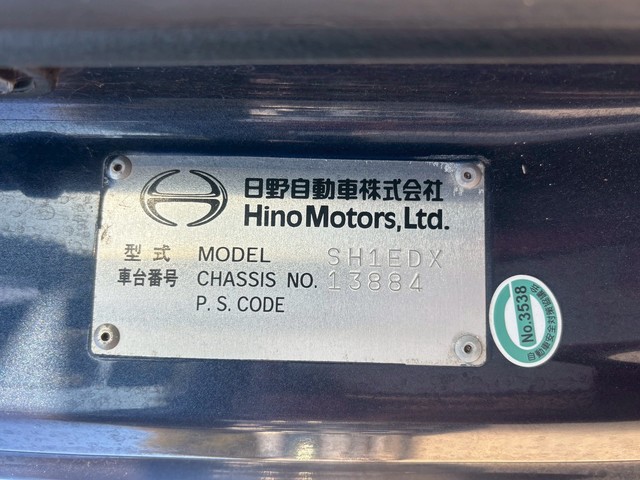 日野自動車株式会社
Hino Motors, Ltd.
型式 MODEL SH1EDX
車台番号 CHASSIS NO. 13884
P. S. CODE
No.3538